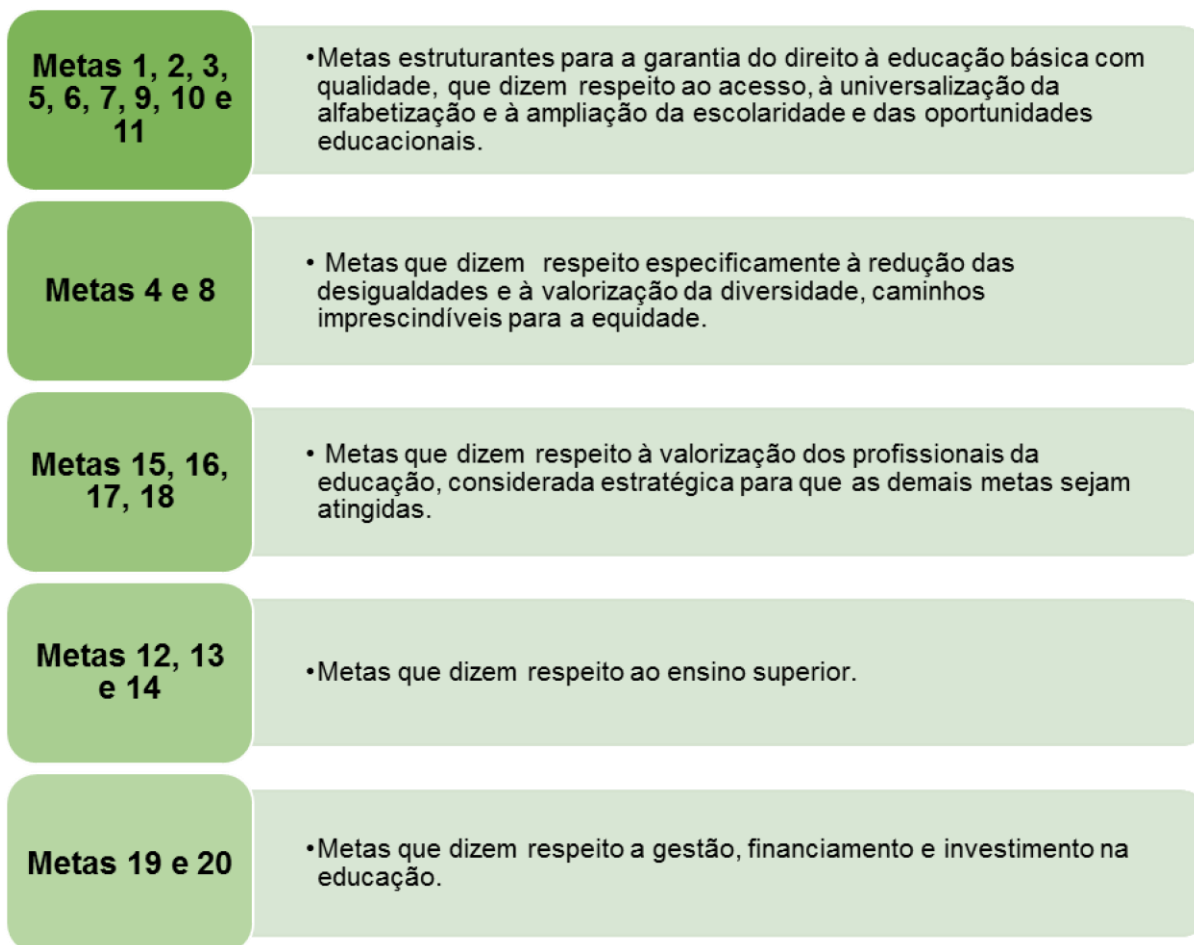 Metas 1, 2, 3,
5, 6, 7, 9, 10 e
11
•Metas estruturantes para a garantia do direito à educação básica com
qualidade, que dizem respeito ao acesso, à universalização da
alfabetização e à ampliação da escolaridade e das oportunidades
educacionais.
Metas 4 e 8
• Metas que dizem respeito especificamente à redução das
desigualdades e à valorização da diversidade, caminhos
imprescindíveis para a equidade.
Metas 15, 16,
17, 18
• Metas que dizem respeito à valorização dos profissionais da
educação, considerada estratégica para que as demais metas sejam
atingidas.
Metas 12, 13
e 14
•Metas que dizem respeito ao ensino superior.
Metas 19 e 20
•Metas que dizem respeito a gestão, financiamento e investimento na
educação.